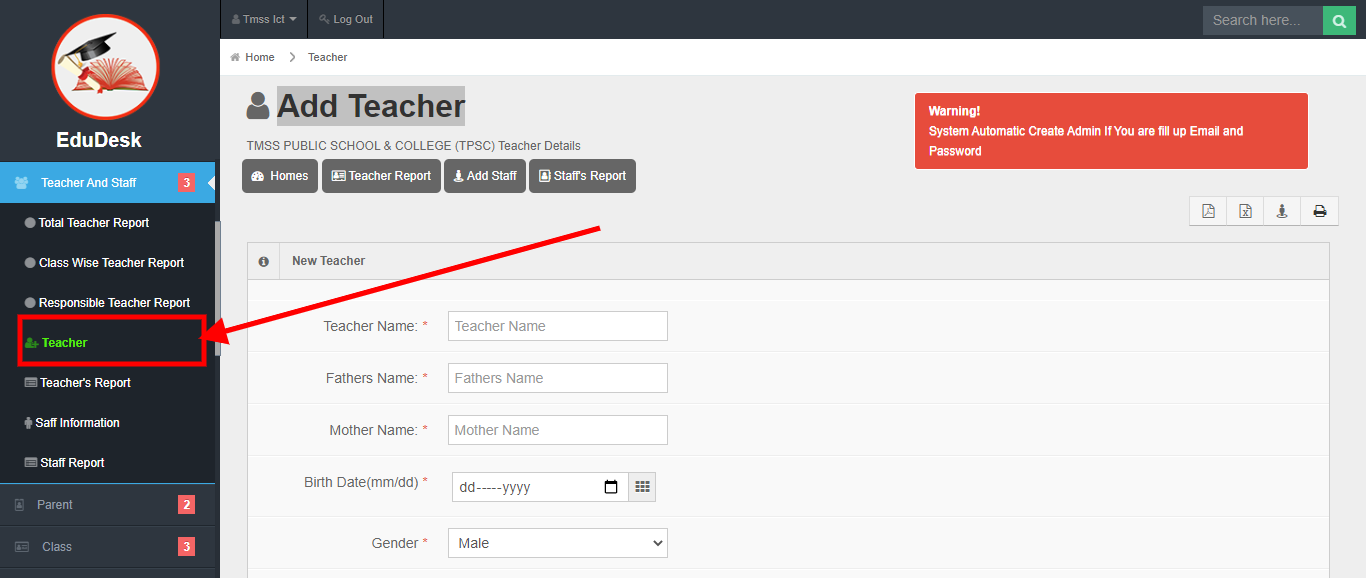 Tmss Ict
Log Out
Search here...
EduDesk
Home
Teacher
Add Teacher
TMSS PUBLIC SCHOOL & COLLEGE (TPSC) Teacher Details
Homes
Teacher Report
Add Staff
Staff's Report
Warning!
System Automatic Create Admin If You are fill up Email and
Password
Teacher And Staff 3
Total Teacher Report
Class Wise Teacher Report
Responsible Teacher Report
Teacher
Teacher's Report
Saff Information
Staff Report
Parent 2
Class 3
New Teacher
Teacher Name: * Teacher Name
Fathers Name: * Fathers Name
Mother Name: * Mother Name
Birth Date(mm/dd) * dd-----yyyy
Gender * Male